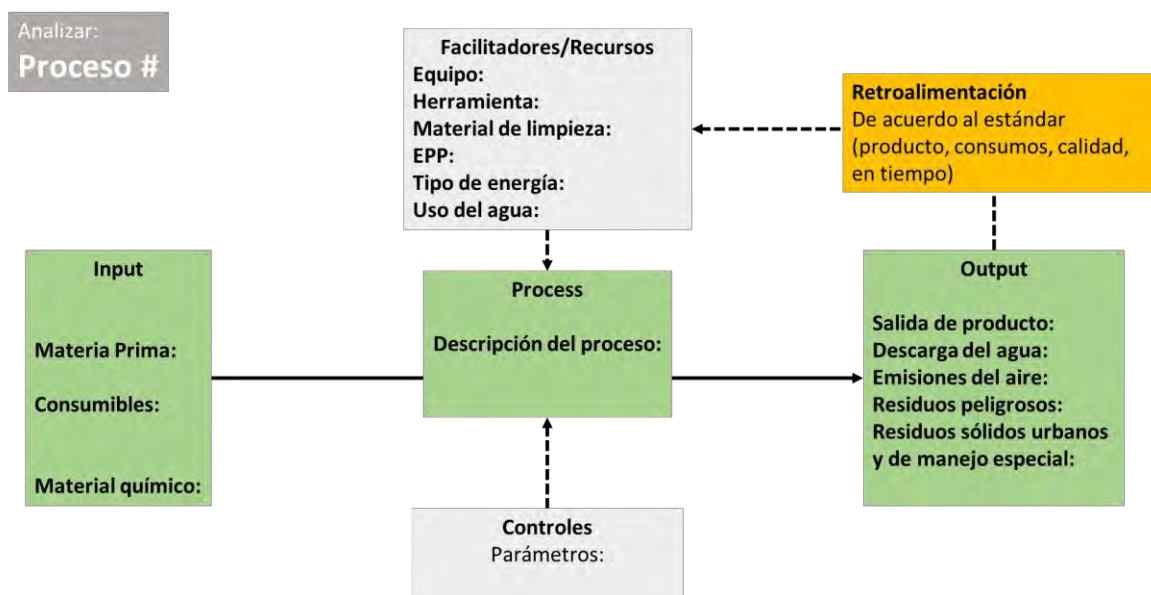 Analizar:
Proceso #
Facilitadores/Recursos
Equipo:
Herramienta:
Material de limpieza:
EPP:
Tipo de energía:
Uso del agua:
Retroalimentación
De acuerdo al estándar
(producto, consumos, calidad,
en tiempo)
Input
Materia Prima:
Consumibles:
Material químico:
Process
Descripción del proceso:
Output
Salida de producto:
Descarga del agua:
Emisiones del aire:
Residuos peligrosos:
Residuos sólidos urbanos
y de manejo especial:
Controles
Parámetros: